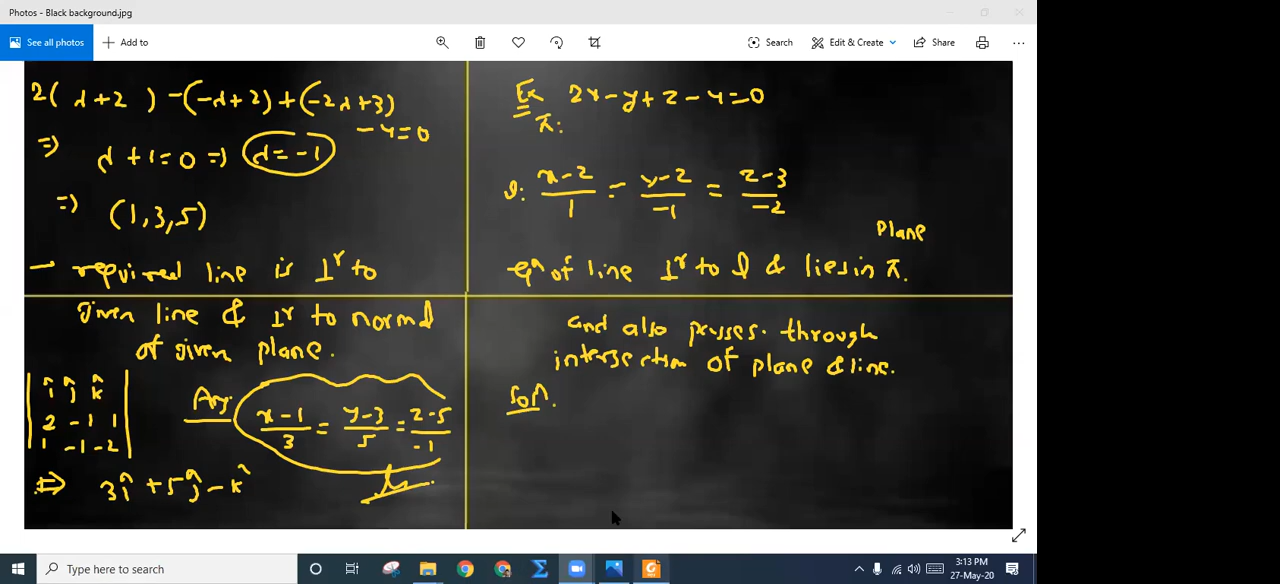 Photos - Black background.jpg
See all photos
Add to
Search
Edit & Create
Share
2(λ+2) -(-λ+2)+(-2λ+3)
-4=0
⇒ λ+1=0 ⇒ λ=-1
⇒ (1,3,5)
- required line is ⊥r to
given line & ⊥r to normal
of given plane.
| î ĵ k̂ |
| 2 -1 1 |
| 1 -1 -2 |
⇒ 3î +5ĵ -k̂
Ans. (x-1)/3 = (y-3)/5 = (z-5)/-1
Ex 2x-y+z-4=0
π:
l: (x-2)/1 = (y-2)/-1 = (z-3)/-2
plane
eqn of line ⊥r to l & lies in π.
and also passes through
intersection of plane & line.
Soln.
Type here to search
3:13 PM
27-May-20